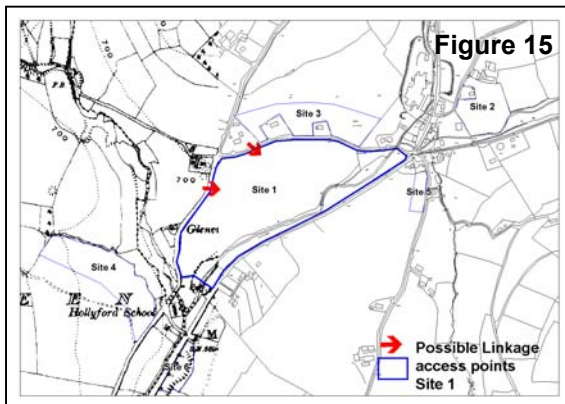 Figure 15
700
F.B.
Site 3
Site 2
700
Site 1
Site 5
Site 4
E E N
Hollyford School
M
Possible Linkage
access points
Site 1